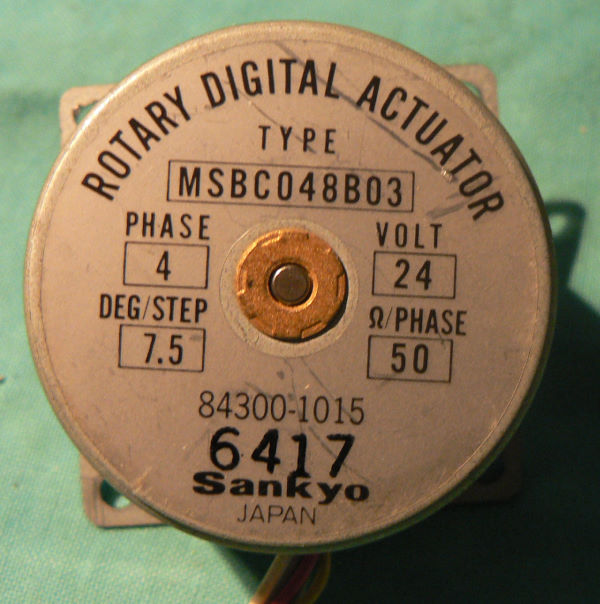 ROTARY DIGITAL ACTUATOR
TYPE
MSBC048B03
PHASE VOLT
4 24
DEG/STEP Ω/PHASE
7.5 50
84300-1015
6417
Sankyo
JAPAN